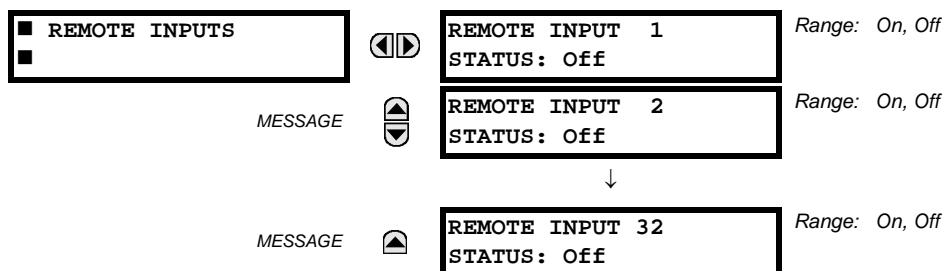 ■ REMOTE INPUTS
■
REMOTE INPUT 1
STATUS: Off
Range: On, Off
MESSAGE
REMOTE INPUT 2
STATUS: Off
Range: On, Off
↓
MESSAGE
REMOTE INPUT 32
STATUS: Off
Range: On, Off